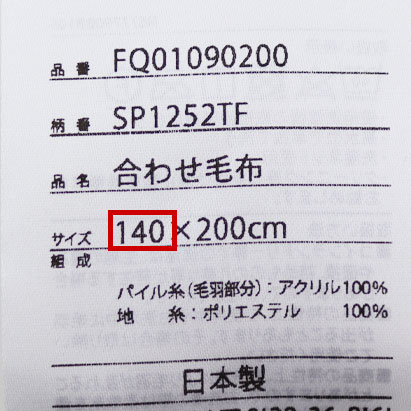 品番 FQ01090200
柄番 SP1252TF
品名 合わせ毛布
サイズ 140×200cm
組成
パイル糸(毛羽部分):アクリル100%
地 糸:ポリエステル 100%
日本製